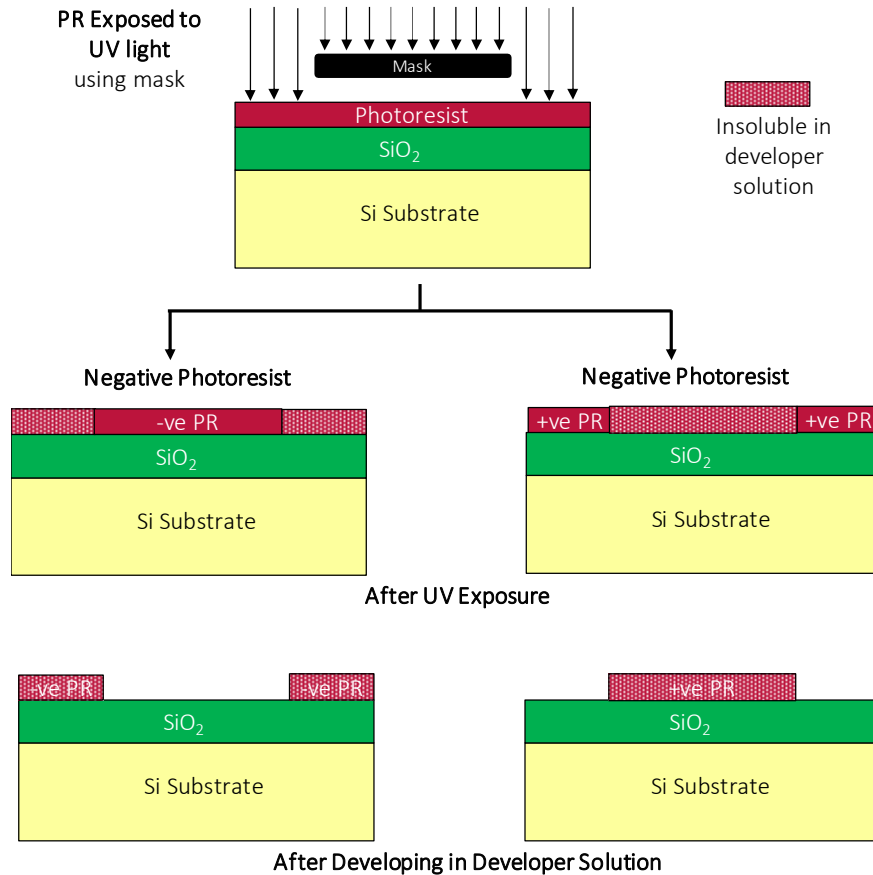 PR Exposed to
UV light
using mask
Mask
Photoresist
SiO₂
Si Substrate
Insoluble in
developer
solution
Negative Photoresist
Negative Photoresist
-ve PR
SiO₂
Si Substrate
+ve PR
+ve PR
SiO₂
Si Substrate
After UV Exposure
-ve PR
-ve PR
SiO₂
Si Substrate
+ve PR
SiO₂
Si Substrate
After Developing in Developer Solution